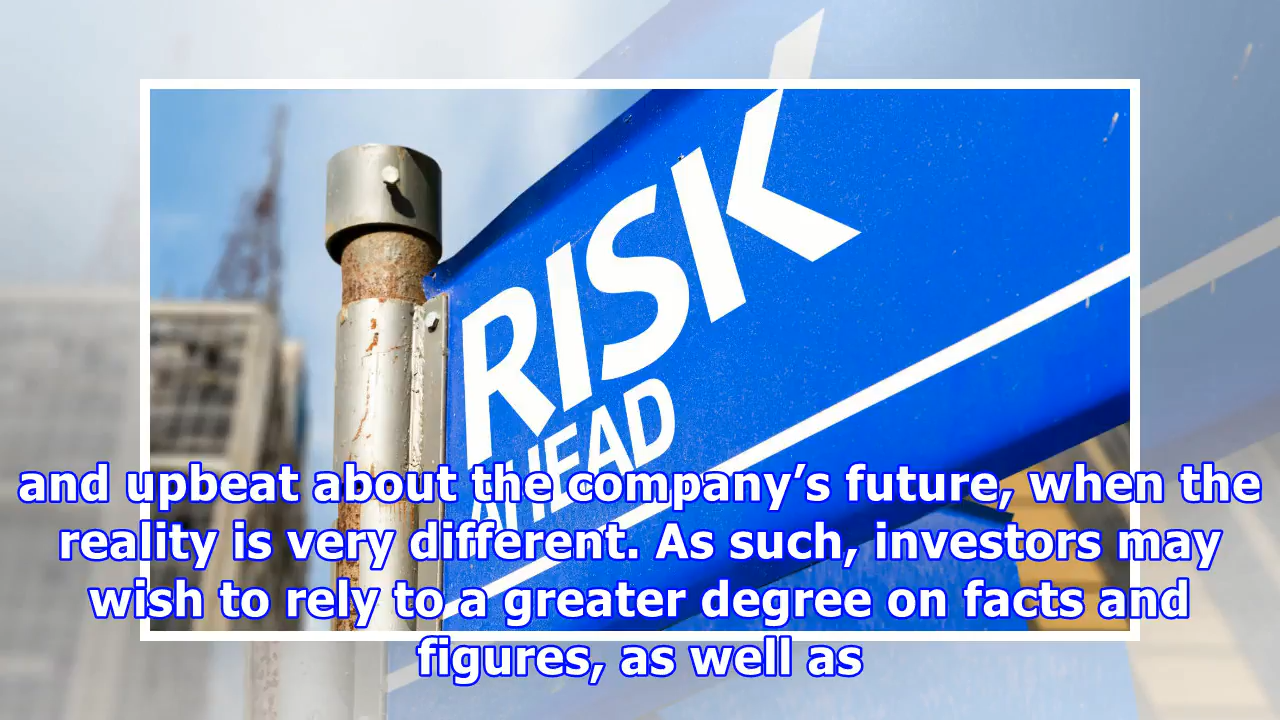 RISK
AHEAD
and upbeat about the company’s future, when the
reality is very different. As such, investors may
wish to rely to a greater degree on facts and
figures, as well as